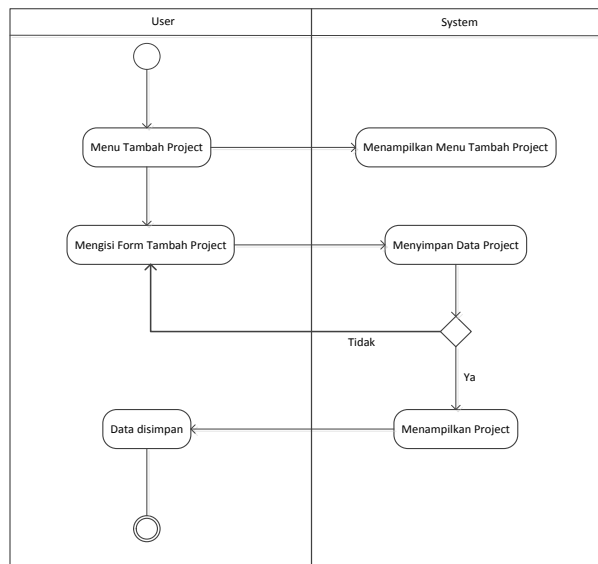 User
System
Menu Tambah Project
Menampilkan Menu Tambah Project
Mengisi Form Tambah Project
Menyimpan Data Project
Tidak
Ya
Data disimpan
Menampilkan Project